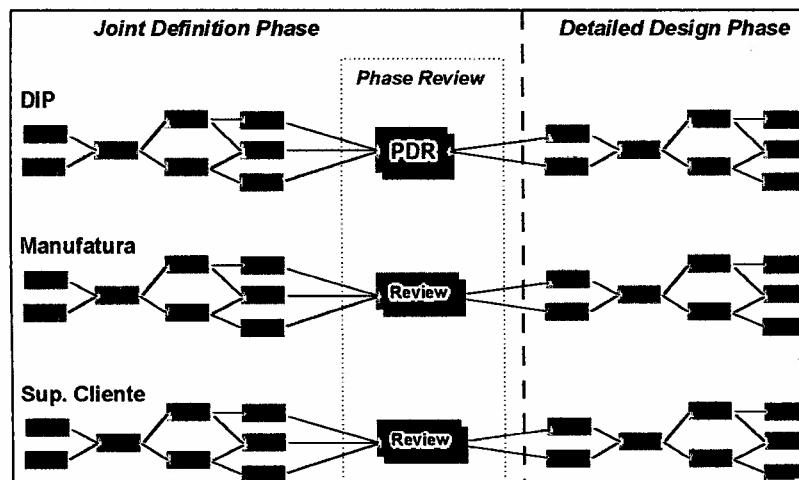 Joint Definition Phase
Detailed Design Phase
Phase Review
DIP
PDR
Manufatura
Review
Sup. Cliente
Review